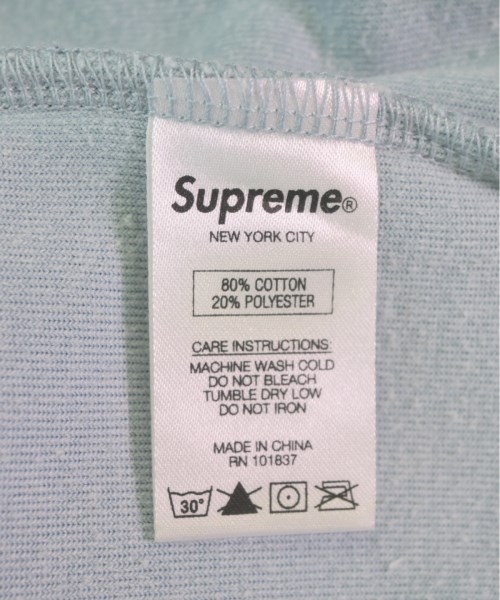 Supreme®
NEW YORK CITY
80% COTTON
20% POLYESTER
CARE INSTRUCTIONS:
MACHINE WASH COLD
DO NOT BLEACH
TUMBLE DRY LOW
DO NOT IRON
MADE IN CHINA
RN 101837
30°